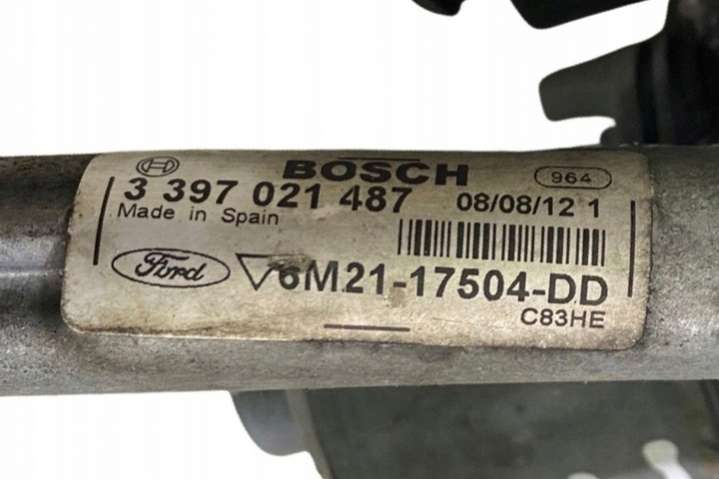 BOSCH 964
3 397 021 487 08/08/12 1
Made in Spain
Ford 6M21-17504-DD
C83HE